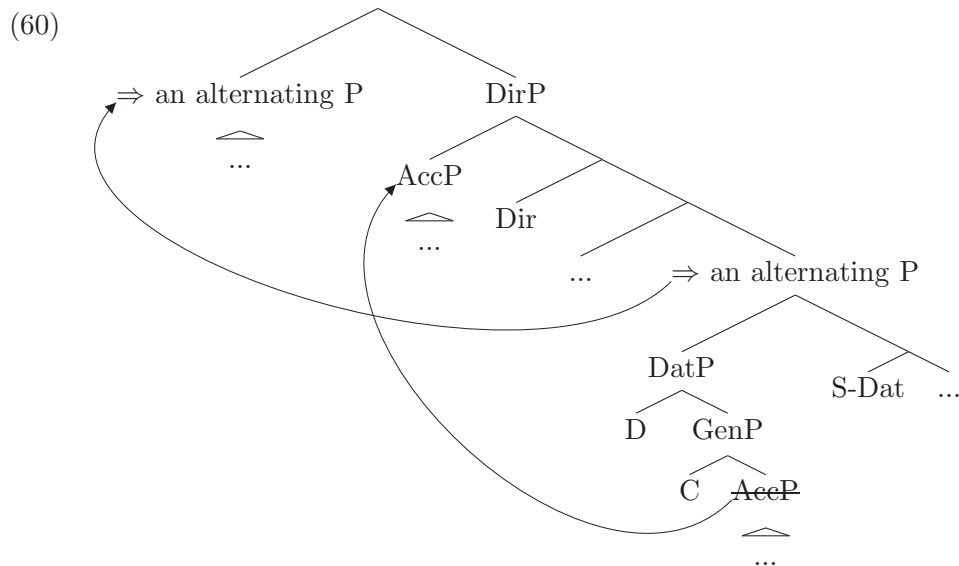 (60)
⇒ an alternating P DirP
...
AccP
Dir
...
...
⇒ an alternating P
DatP
S-Dat ...
D GenP
C AccP
...